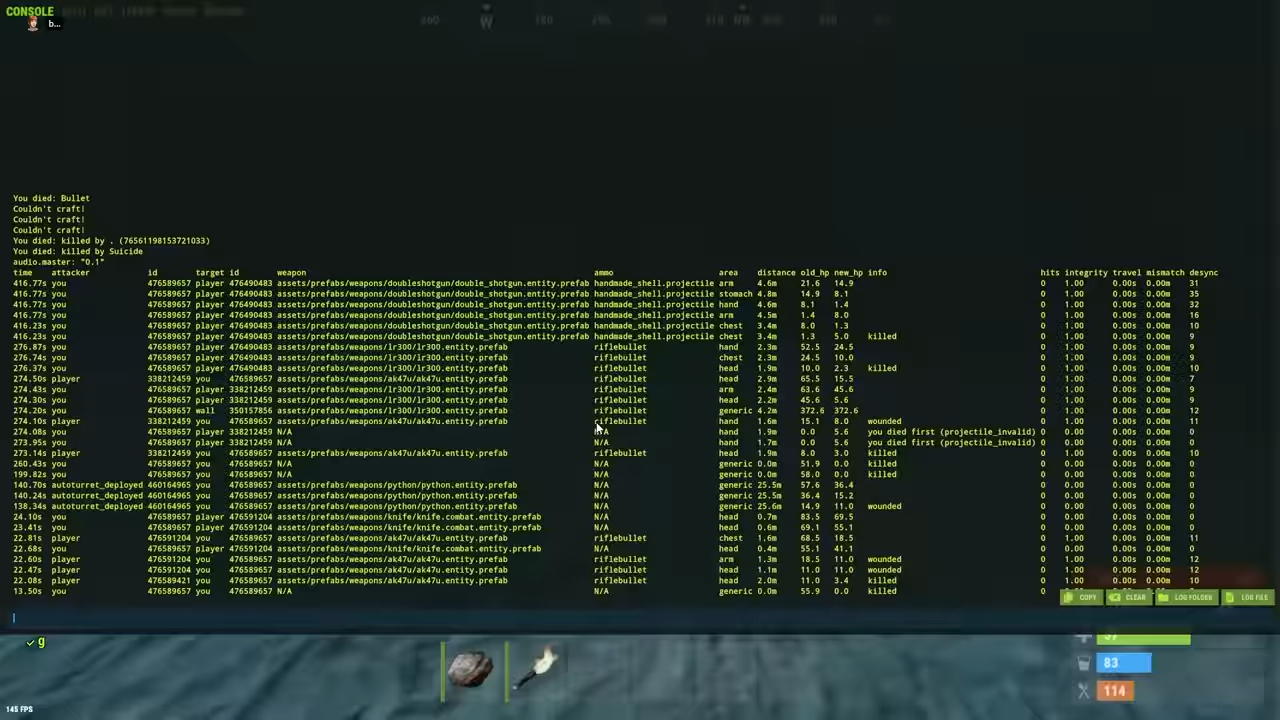 CONSOLE
b...
You died: Bullet
Couldn't craft!
Couldn't craft!
Couldn't craft!
You died: killed by . (76561198153721033)
You died: killed by Suicide
audio.master: "0.1"
time attacker id target id weapon ammo area distance old_hp new_hp info hits integrity travel mismatch desync
416.77s you 476589657 player 476490483 assets/prefabs/weapons/doubleshotgun/double_shotgun.entity.prefab handmade_shell.projectile arm 4.6m 21.6 14.9 0 1.00 0.00s 0.00m 31
416.77s you 476589657 player 476490483 assets/prefabs/weapons/doubleshotgun/double_shotgun.entity.prefab handmade_shell.projectile stomach 4.8m 14.9 8.1 0 1.00 0.00s 0.00m 35
416.77s you 476589657 player 476490483 assets/prefabs/weapons/doubleshotgun/double_shotgun.entity.prefab handmade_shell.projectile hand 4.6m 8.1 1.4 0 1.00 0.00s 0.00m 32
416.77s you 476589657 player 476490483 assets/prefabs/weapons/doubleshotgun/double_shotgun.entity.prefab handmade_shell.projectile arm 4.5m 1.4 8.0 0 1.00 0.00s 0.00m 16
416.23s you 476589657 player 476490483 assets/prefabs/weapons/doubleshotgun/double_shotgun.entity.prefab handmade_shell.projectile chest 3.4m 8.0 1.3 0 1.00 0.00s 0.00m 10
416.23s you 476589657 player 476490483 assets/prefabs/weapons/doubleshotgun/double_shotgun.entity.prefab handmade_shell.projectile chest 3.4m 1.3 5.0 killed 0 1.00 0.00s 0.00m 9
276.87s you 476589657 player 476490483 assets/prefabs/weapons/lr300/lr300.entity.prefab riflebullet hand 2.3m 52.5 24.5 0 1.00 0.00s 0.00m 9
276.74s you 476589657 player 476490483 assets/prefabs/weapons/lr300/lr300.entity.prefab riflebullet chest 2.3m 24.5 10.0 0 1.00 0.00s 0.00m 9
276.37s you 476589657 player 476490483 assets/prefabs/weapons/lr300/lr300.entity.prefab riflebullet head 1.9m 10.0 2.3 killed 0 1.00 0.00s 0.00m 10
274.50s player 338212459 you 476589657 assets/prefabs/weapons/ak47u/ak47u.entity.prefab riflebullet head 2.9m 65.5 15.5 0 1.00 0.00s 0.00m 7
274.43s you 476589657 player 338212459 assets/prefabs/weapons/lr300/lr300.entity.prefab riflebullet arm 2.4m 63.6 45.6 0 1.00 0.00s 0.00m 9
274.30s you 476589657 player 338212459 assets/prefabs/weapons/lr300/lr300.entity.prefab riflebullet head 2.2m 45.6 5.6 0 1.00 0.00s 0.00m 9
274.20s you 476589657 wall 350157856 assets/prefabs/weapons/lr300/lr300.entity.prefab riflebullet generic 4.2m 372.6 372.6 0 1.00 0.00s 0.00m 12
274.10s player 338212459 you 476589657 assets/prefabs/weapons/ak47u/ak47u.entity.prefab riflebullet hand 1.6m 15.1 8.0 wounded 0 1.00 0.00s 0.00m 11
274.08s you 476589657 player 338212459 N/A N/A hand 1.9m 0.0 5.6 you died first (projectile_invalid) 0 0.00 0.00s 0.00m 0
273.95s you 476589657 player 338212459 N/A N/A hand 1.7m 0.0 5.6 you died first (projectile_invalid) 0 0.00 0.00s 0.00m 0
273.14s player 338212459 you 476589657 assets/prefabs/weapons/ak47u/ak47u.entity.prefab riflebullet head 1.9m 8.0 3.0 killed 0 1.00 0.00s 0.00m 10
260.43s you 476589657 you 476589657 N/A N/A generic 0.0m 51.9 0.0 killed 0 0.00 0.00s 0.00m 0
199.82s you 476589657 you 476589657 N/A N/A generic 0.0m 58.0 0.0 killed 0 0.00 0.00s 0.00m 0
140.70s autoturret_deployed 460164965 you 476589657 assets/prefabs/weapons/python/python.entity.prefab N/A generic 25.5m 57.6 36.4 0 0.00 0.00s 0.00m 0
140.24s autoturret_deployed 460164965 you 476589657 assets/prefabs/weapons/python/python.entity.prefab N/A generic 25.5m 36.4 15.2 0 0.00 0.00s 0.00m 0
138.34s autoturret_deployed 460164965 you 476589657 assets/prefabs/weapons/python/python.entity.prefab N/A generic 25.6m 14.9 11.0 wounded 0 0.00 0.00s 0.00m 0
24.10s you 476589657 player 476591204 assets/prefabs/weapons/knife/knife.combat.entity.prefab N/A head 0.7m 83.5 69.5 0 1.00 0.00s 0.00m 0
23.41s you 476589657 player 476591204 assets/prefabs/weapons/knife/knife.combat.entity.prefab N/A head 0.6m 69.1 55.1 0 1.00 0.00s 0.00m 0
22.81s player 476591204 you 476589657 assets/prefabs/weapons/ak47u/ak47u.entity.prefab riflebullet chest 1.6m 68.5 18.5 0 1.00 0.00s 0.00m 11
22.68s you 476589657 player 476591204 assets/prefabs/weapons/knife/knife.combat.entity.prefab N/A head 0.4m 55.1 41.1 0 1.00 0.00s 0.00m 0
22.60s player 476591204 you 476589657 assets/prefabs/weapons/ak47u/ak47u.entity.prefab riflebullet arm 1.3m 18.5 11.0 wounded 0 1.00 0.00s 0.00m 12
22.47s player 476591204 you 476589657 assets/prefabs/weapons/ak47u/ak47u.entity.prefab riflebullet head 1.1m 11.0 11.0 wounded 0 1.00 0.00s 0.00m 12
22.08s player 476589421 you 476589657 assets/prefabs/weapons/ak47u/ak47u.entity.prefab riflebullet head 2.0m 11.0 3.4 killed 0 1.00 0.00s 0.00m 10
13.50s you 476589657 you 476589657 N/A N/A generic 0.0m 55.9 0.0 killed 0 0.00 0.00s 0.00m 0
COPY CLEAR LOG FOLDER LOG FILE
g
83
114
145 FPS